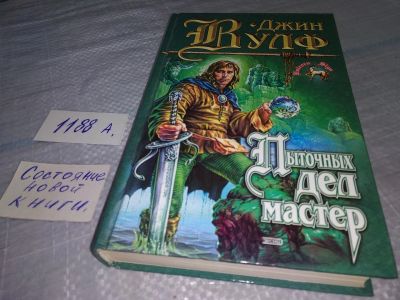 Джин
Вулф
Пыточных
дел
мастер
1188 А.
Состояние
новой
книги.